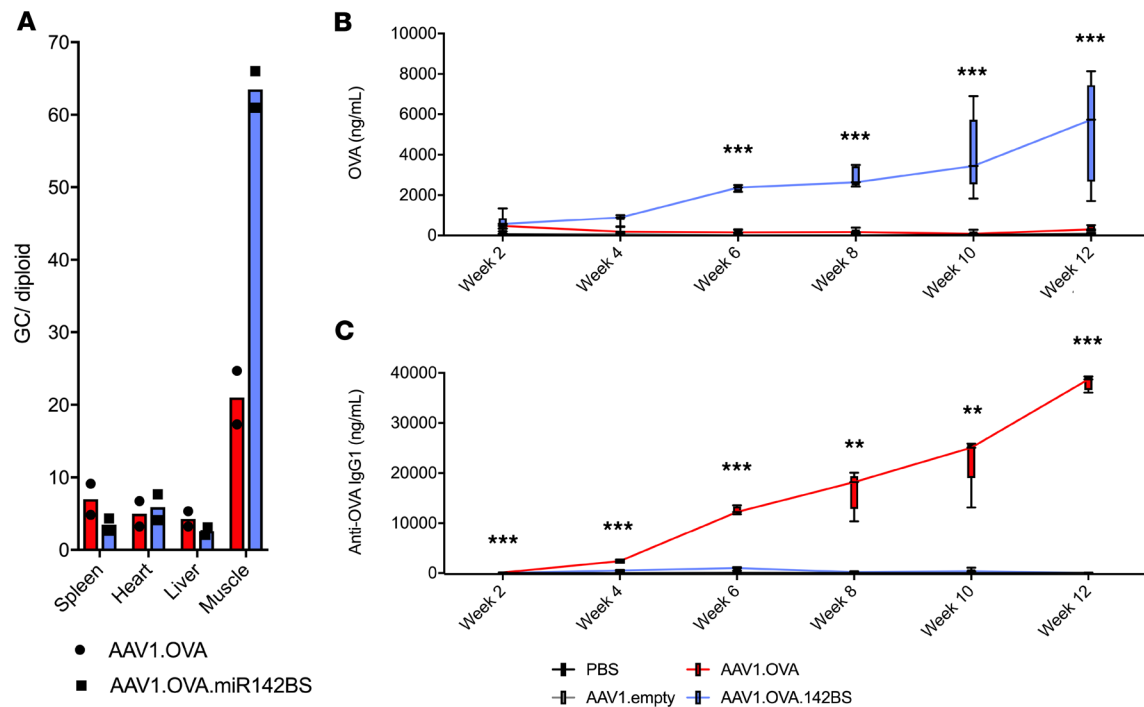 A
GC/ diploid
70
60
50
40
30
20
10
0
Spleen
Heart
Liver
Muscle
AAV1.OVA
AAV1.OVA.miR142BS
B
OVA (ng/mL)
10000
8000
6000
4000
2000
0
***
***
***
***
Week 2
Week 4
Week 6
Week 8
Week 10
Week 12
C
Anti-OVA IgG1 (ng/mL)
40000
30000
20000
10000
0
***
***
***
**
**
***
Week 2
Week 4
Week 6
Week 8
Week 10
Week 12
PBS
AAV1.OVA
AAV1.empty
AAV1.OVA.142BS